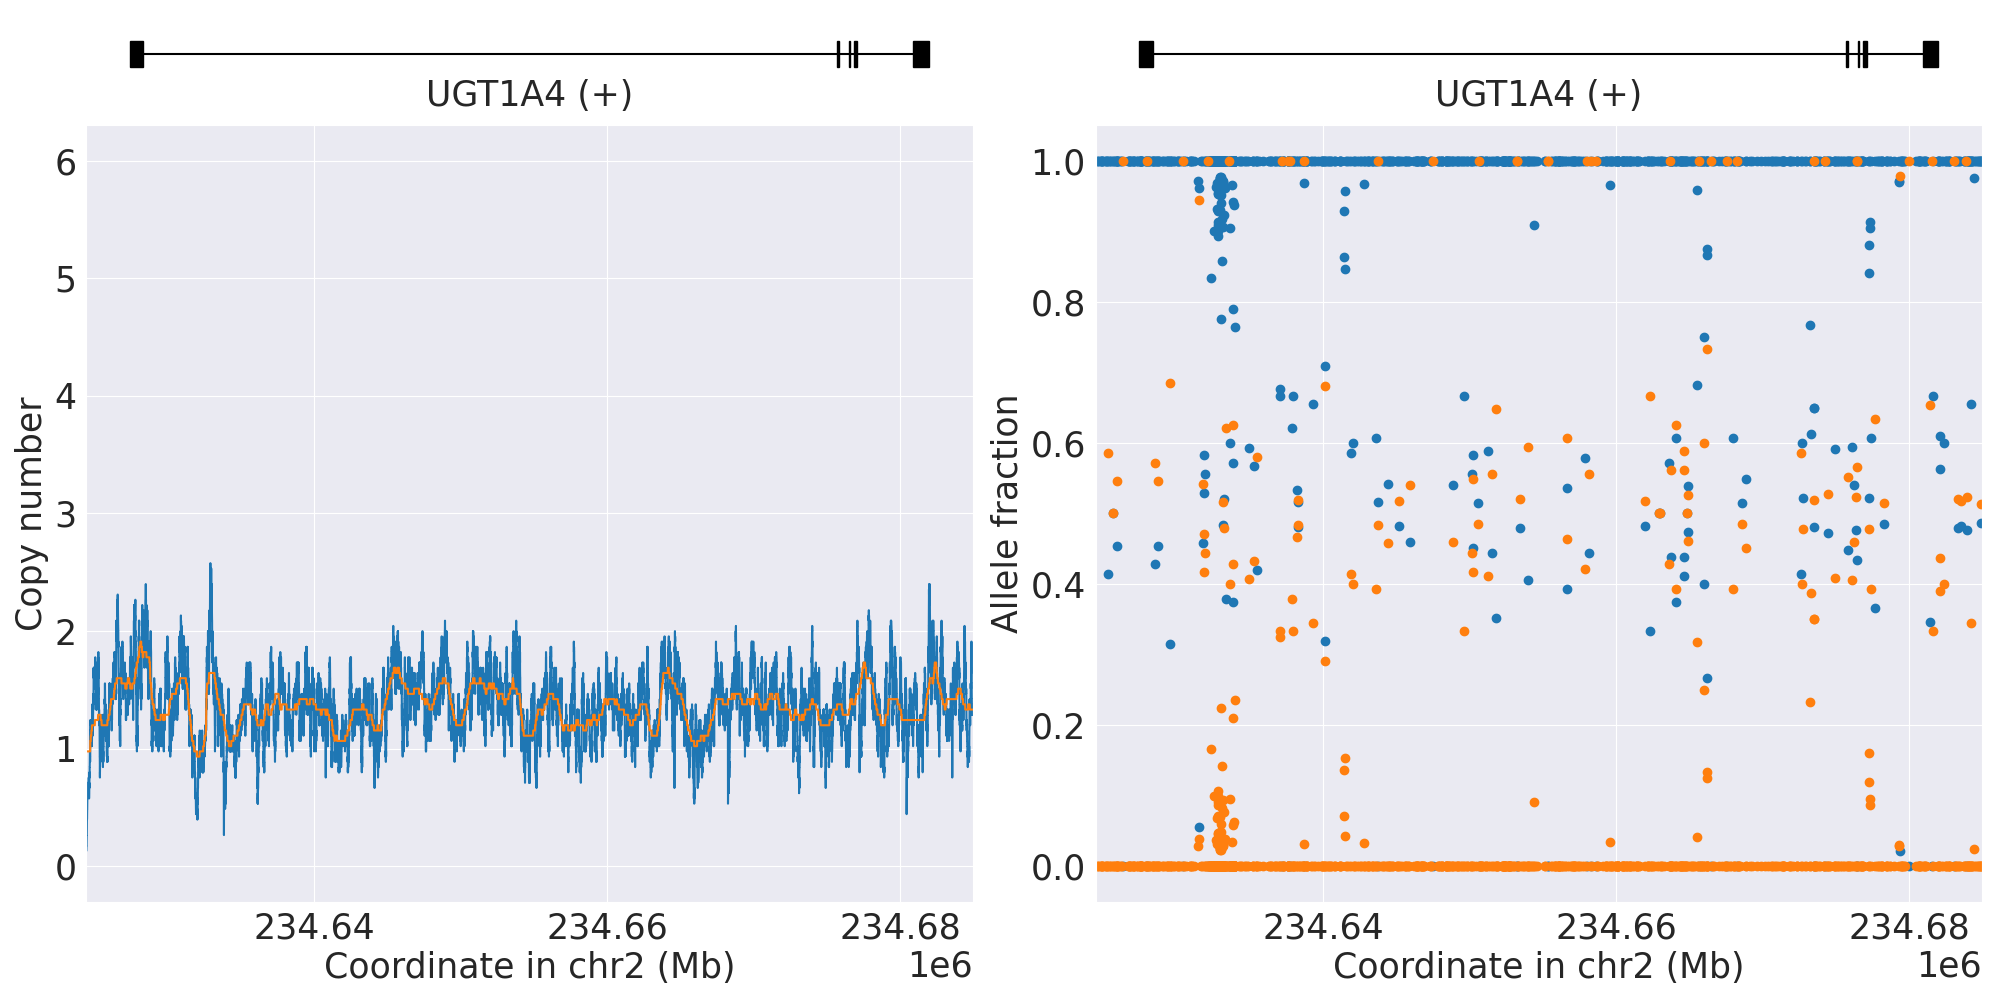 UGT1A4 (+)
6
5
4
3
2
1
0
Copy number
234.64 234.66 234.68
1e6
Coordinate in chr2 (Mb)
UGT1A4 (+)
1.0
0.8
0.6
0.4
0.2
0.0
Allele fraction
234.64 234.66 234.68
1e6
Coordinate in chr2 (Mb)